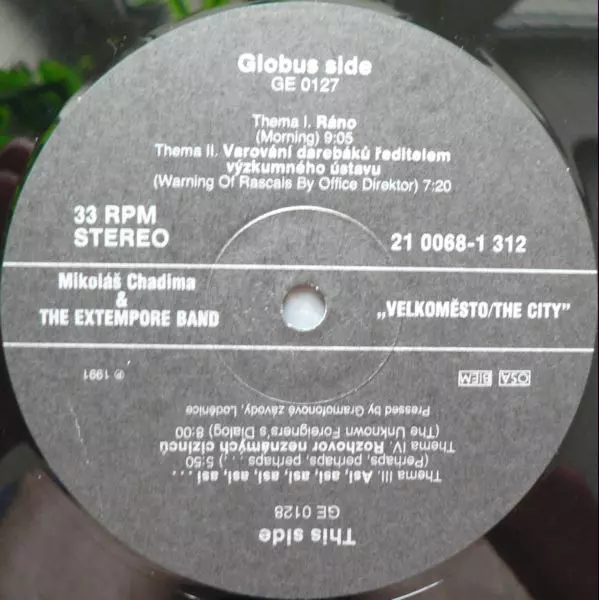 Globus side
GE 0127
Thema I. Ráno
(Morning) 9:05
Thema II. Varování darebáků ředitelem
výzkumného ústavu
(Warning Of Rascals By Office Direktor) 7:20
33 RPM
STEREO
21 0068-1 312
Mikoláš Chadima
&
THE EXTEMPORE BAND
„VELKOMĚSTO/THE CITY”
This side
GE 0128
Thema III. Asi, asi, asi, asi, asi, asi ....
(Perhaps, perhaps, perhaps ...) 5:50
Thema IV. Rozhovor neznámých cizinců
(The Unknown Foreigners's Dialog) 8:00
Pressed by Gramofonové závody, Loděnice
OSA BIEM
℗ 1991